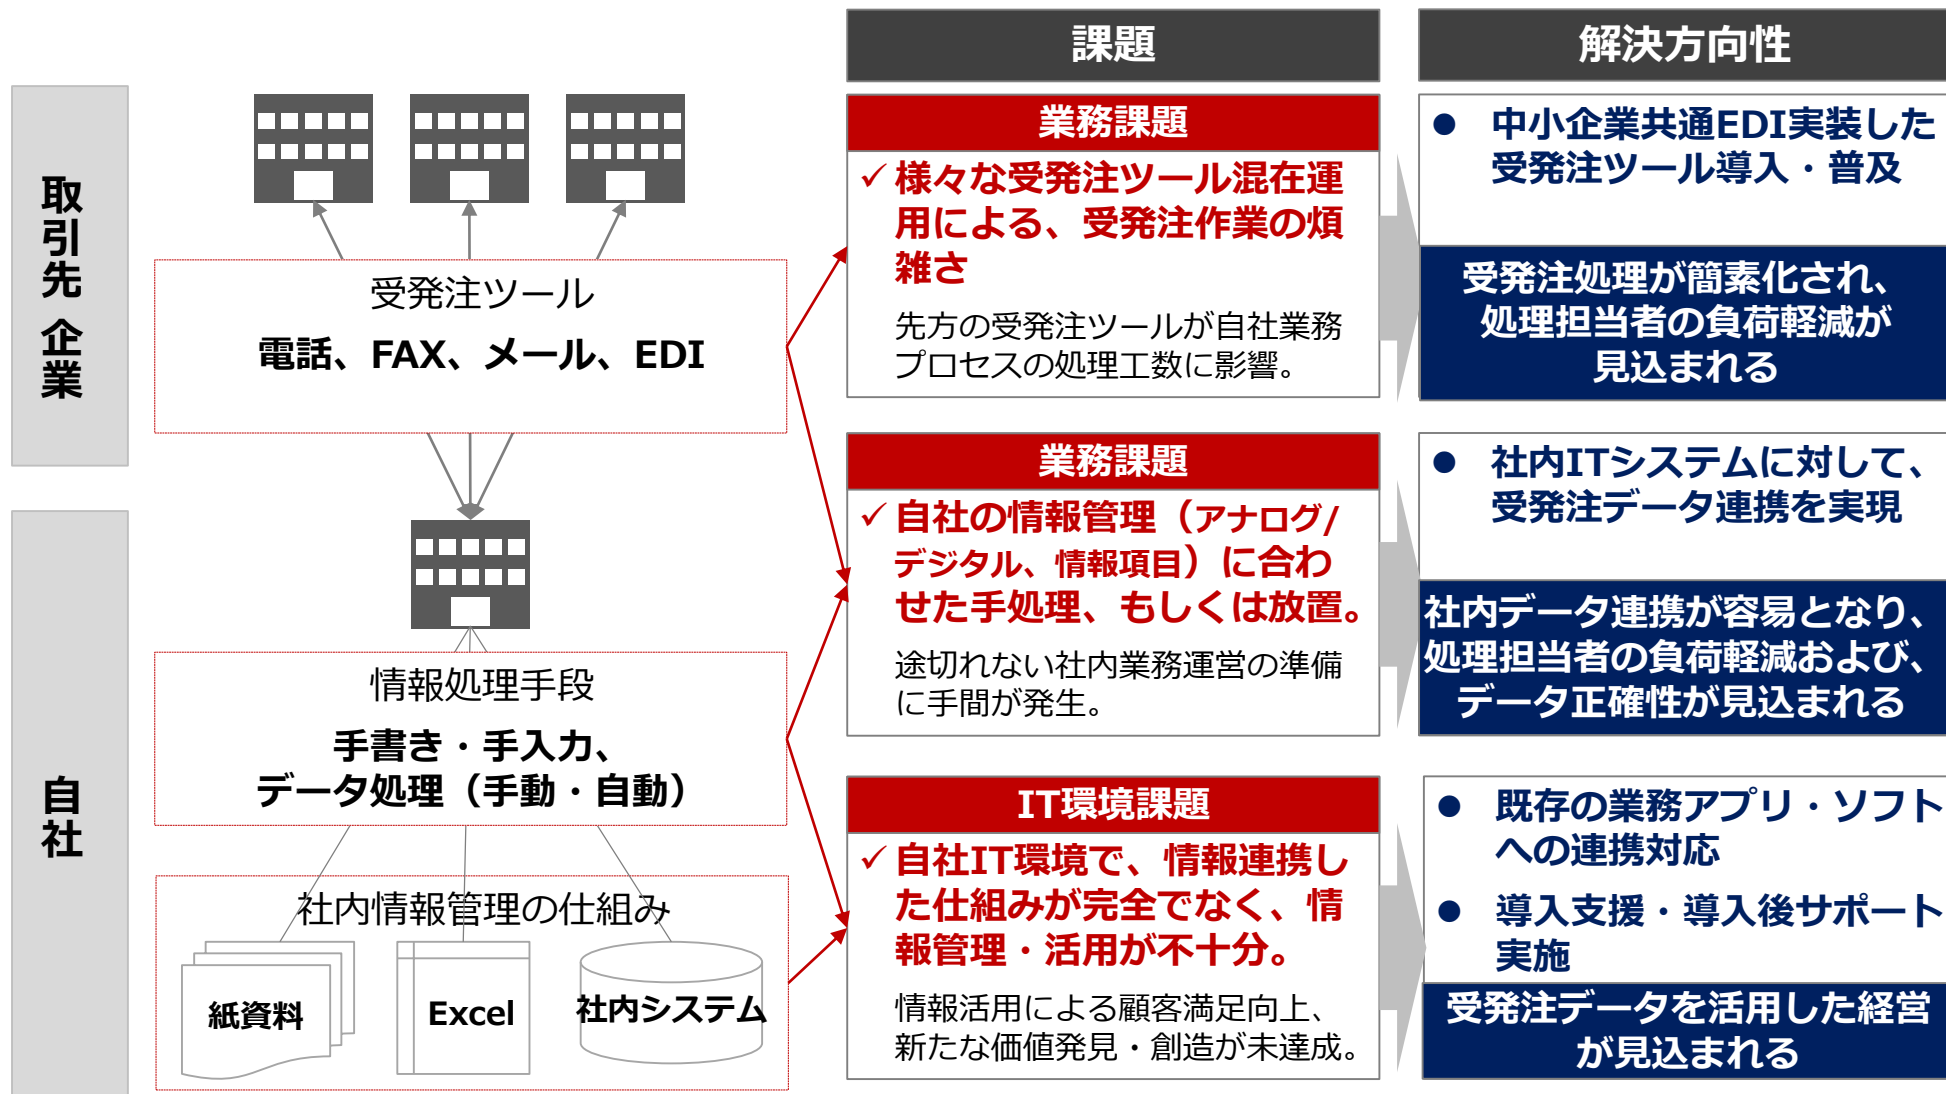 課題
解決方向性
取引先 企業
自社
受発注ツール
電話、FAX、メール、EDI
情報処理手段
手書き・手入力、
データ処理（手動・自動）
社内情報管理の仕組み
紙資料
Excel
社内システム
業務課題
✓様々な受発注ツール混在運
用による、受発注作業の煩
雑さ
先方の受発注ツールが自社業務
プロセスの処理工数に影響。
● 中小企業共通EDI実装した
受発注ツール導入・普及
受発注処理が簡素化され、
処理担当者の負荷軽減が
見込まれる
業務課題
✓自社の情報管理（アナログ/
デジタル、情報項目）に合わ
せた手処理、もしくは放置。
途切れない社内業務運営の準備
に手間が発生。
● 社内ITシステムに対して、
受発注データ連携を実現
社内データ連携が容易となり、
処理担当者の負荷軽減および、
データ正確性が見込まれる
IT環境課題
✓自社IT環境で、情報連携し
た仕組みが完全でなく、情
報管理・活用が不十分。
情報活用による顧客満足向上、
新たな価値発見・創造が未達成。
● 既存の業務アプリ・ソフト
への連携対応
● 導入支援・導入後サポート
実施
受発注データを活用した経営
が見込まれる